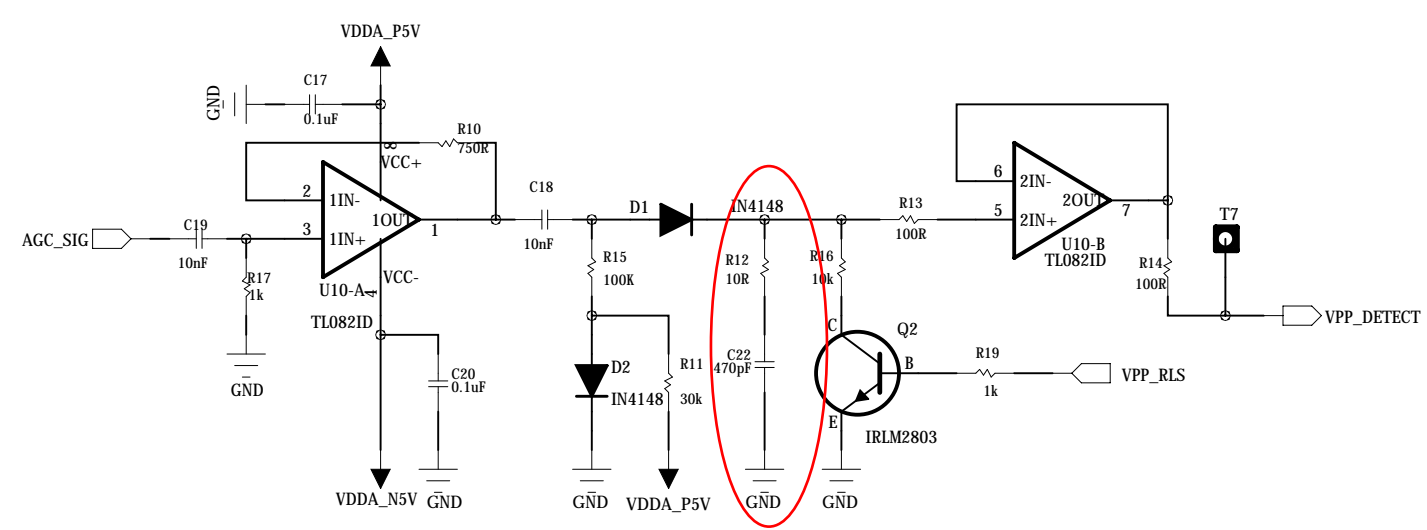 VDDA_P5V
C17
GND
0.1uF
R10
750R
8
VCC+
2
1IN-
C18
D1
IN4148
R13
6
2IN-
2OUT
7
T7
AGC_SIG
C19
10nF
3
1IN+
1OUT
1
10nF
100R
5
2IN+
U10-B
TL082ID
R17
1k
VCC-
U10-A
4
TL082ID
R15
100K
R12
10R
R16
10k
R14
100R
VPP_DETECT
GND
C20
0.1uF
D2
IN4148
R11
30k
C22
470pF
C
Q2
B
R19
1k
VPP_RLS
E
IRLM2803
VDDA_N5V
GND
GND
VDDA_P5V
GND
GND